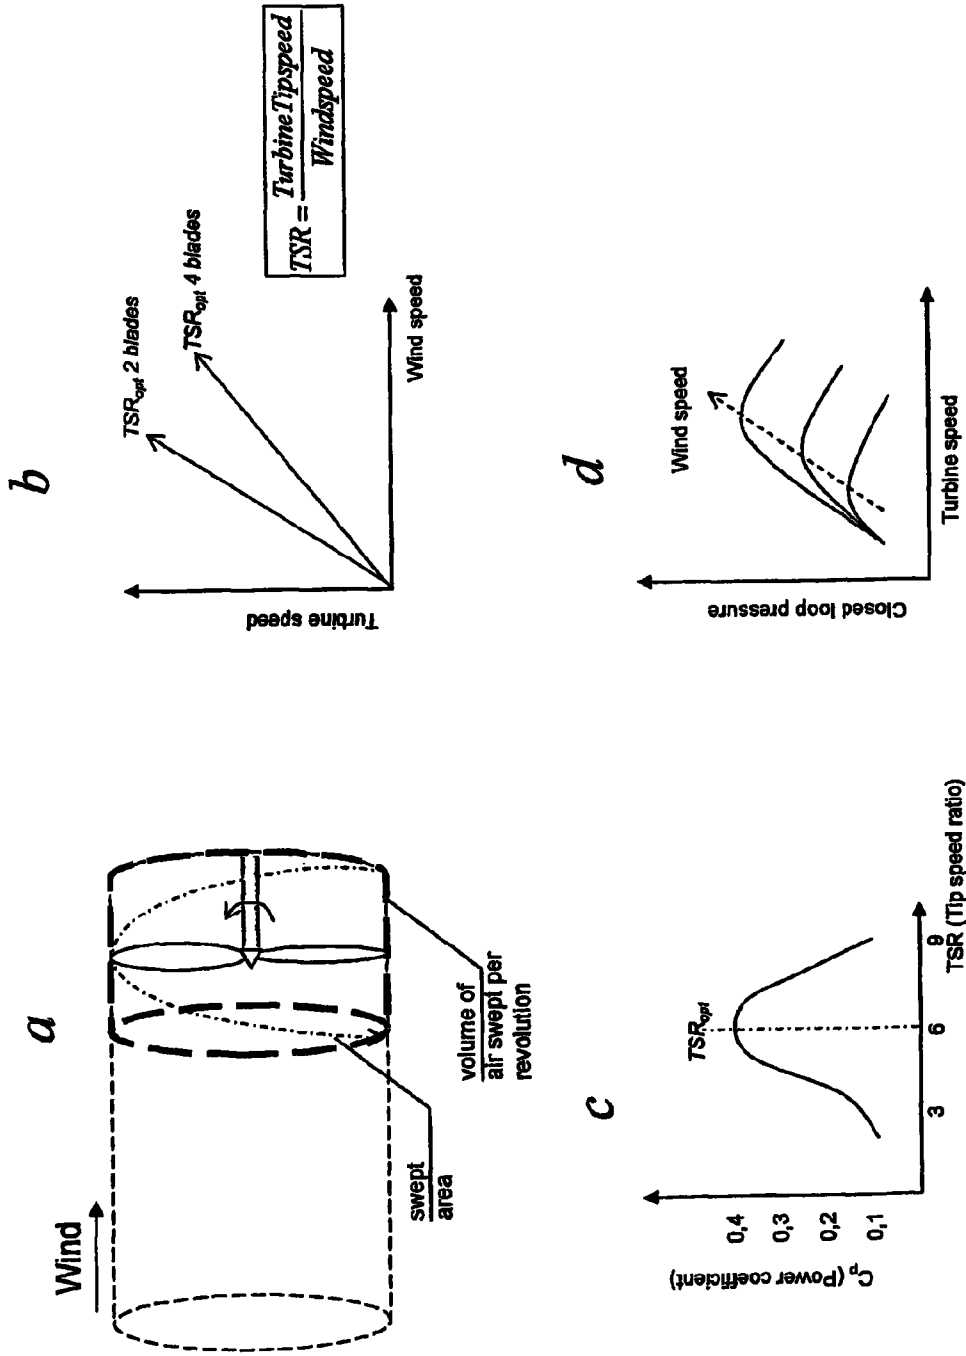 a
Wind
swept
area
volume of
air swept per
revolution
b
Turbine speed
TSRopt 2 blades
TSRopt 4 blades
Wind speed
TSR = TurbineTipspeed
Windspeed
c
Cp (Power coefficient)
0,4
0,3
0,2
0,1
TSRopt
3
6
9
TSR (Tip speed ratio)
d
Closed loop pressure
Wind speed
Turbine speed